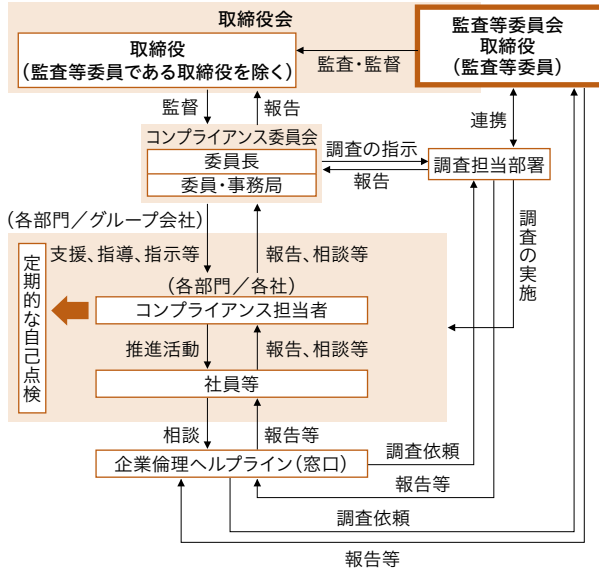 取締役会
取締役
(監査等委員である取締役を除く)
監査等委員会
取締役
(監査等委員)
監査・監督
監督
報告
連携
コンプライアンス委員会
委員長
委員・事務局
調査の指示
報告
調査担当部署
(各部門/グループ会社)
支援、指導、指示等
報告、相談等
調査の実施
定期的な自己点検
(各部門/各社)
コンプライアンス担当者
推進活動
報告、相談等
社員等
相談
報告等
企業倫理ヘルプライン(窓口)
調査依頼
報告等
調査依頼
報告等